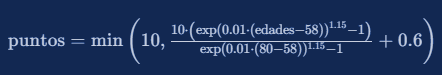 puntos = min(10, 10·(exp(0.01·(edades−58))^1.15−1) / exp(0.01·(80−58))^1.15−1 + 0.6)